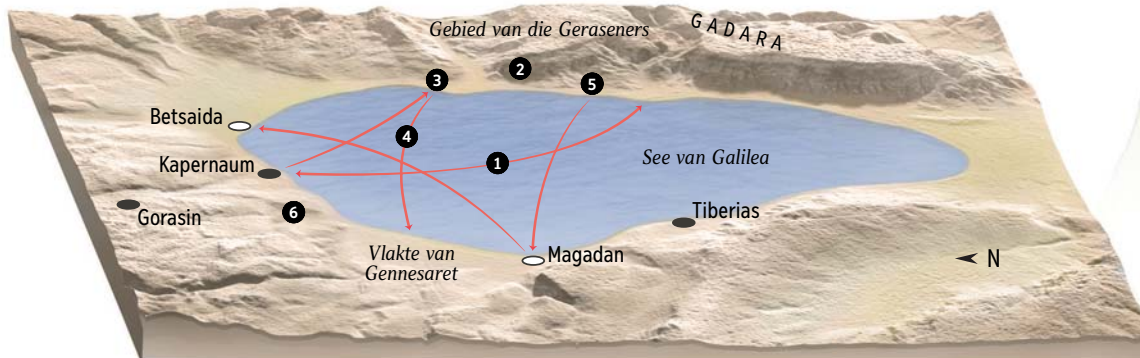 Gebied van die Geraseners
GADARA
2
3
5
Betsaida
4
Kapernaum
1
See van Galilea
Gorasin
6
Tiberias
Vlakte van
Gennesaret
Magadan
N